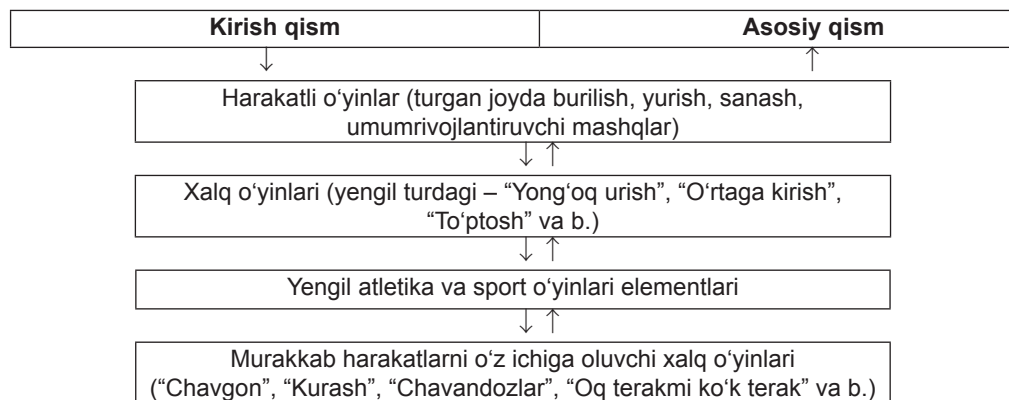 Kirish qism
Asosiy qism
Harakatli o‘yinlar (turgan joyda burilish, yurish, sanash,
umumrivojlantiruvchi mashqlar)
Xalq o‘yinlari (yengil turdagi – “Yong‘oq urish”, “O‘rtaga kirish”,
“To‘ptosh” va b.)
Yengil atletika va sport o‘yinlari elementlari
Murakkab harakatlarni o‘z ichiga oluvchi xalq o‘yinlari
(“Chavgon”, “Kurash”, “Chavandozlar”, “Oq terakmi ko‘k terak” va b.)